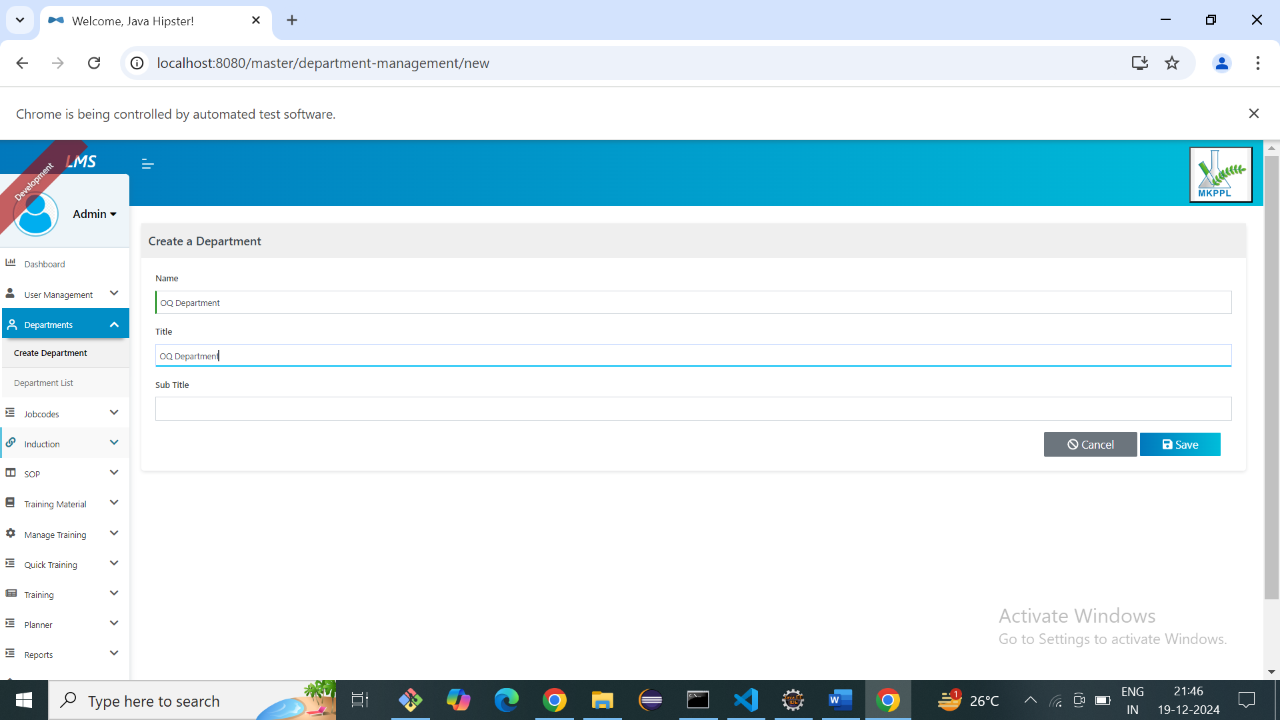 Welcome, Java Hipster!
localhost:8080/master/department-management/new
Chrome is being controlled by automated test software.
Development
LMS
MKPPL
Admin
Dashboard
User Management
Departments
Create Department
Department List
Jobcodes
Induction
SOP
Training Material
Manage Training
Quick Training
Training
Planner
Reports
Create a Department
Name
OQ Department
Title
OQ Department
Sub Title
Cancel
Save
Activate Windows
Go to Settings to activate Windows.
Type here to search
1
26°C
ENG
IN
21:46
19-12-2024